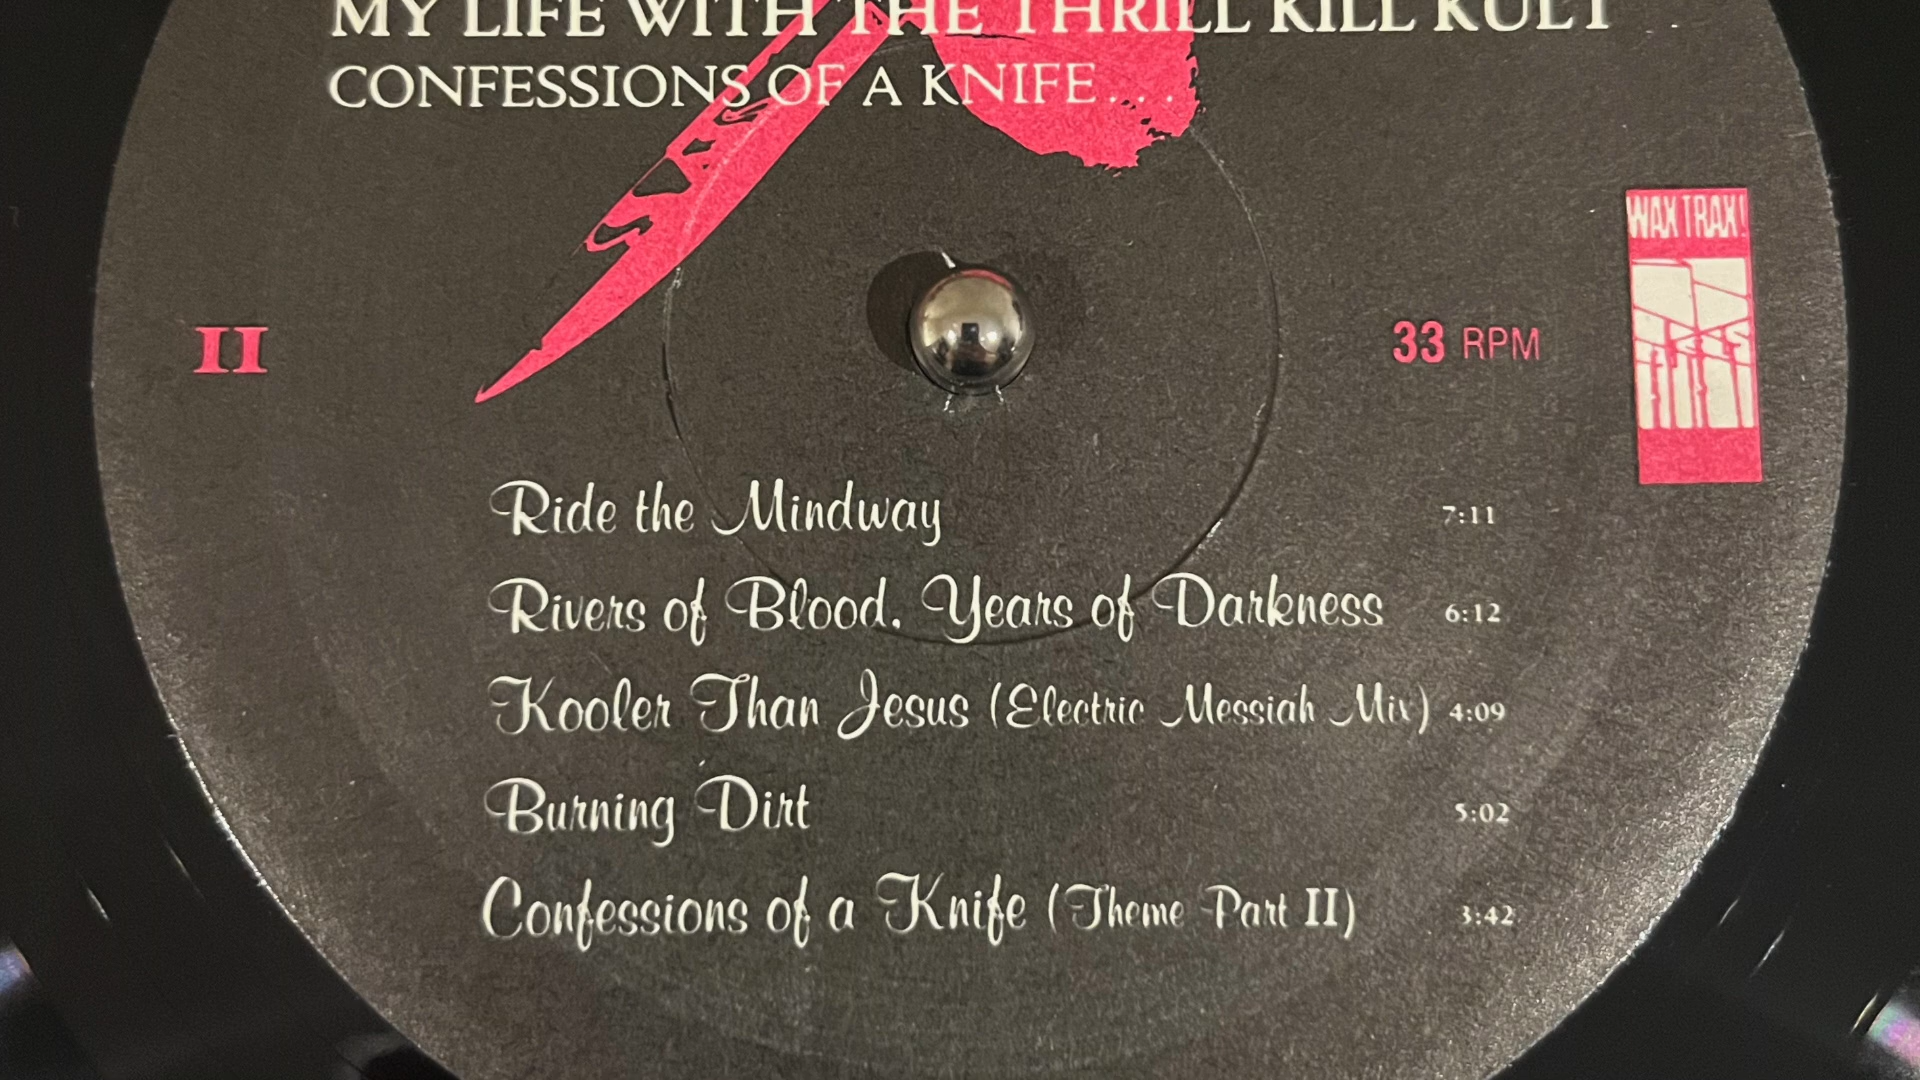 MY LIFE WITH THE THRILL KILL KULT
CONFESSIONS OF A KNIFE...
WAX TRAX!
II
33 RPM
Ride the Mindway 7:11
Rivers of Blood, Years of Darkness 6:12
Kooler Than Jesus (Electric Messiah Mix) 4:09
Burning Dirt 5:02
Confessions of a Knife (Theme Part II) 3:42